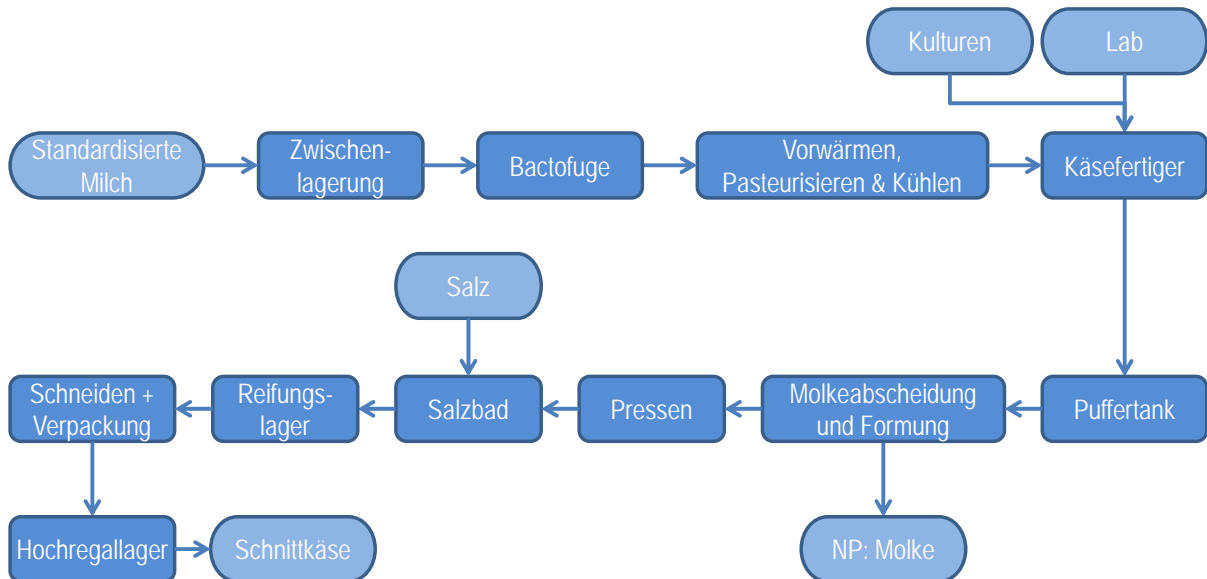 Kulturen
Lab
Standardisierte
Milch
Zwischen-
lagerung
Bactofuge
Vorwärmen,
Pasteurisieren & Kühlen
Käsefertiger
Salz
Schneiden +
Verpackung
Reifungs-
lager
Salzbad
Pressen
Molkeabscheidung
und Formung
Puffertank
Hochregallager
Schnittkäse
NP: Molke